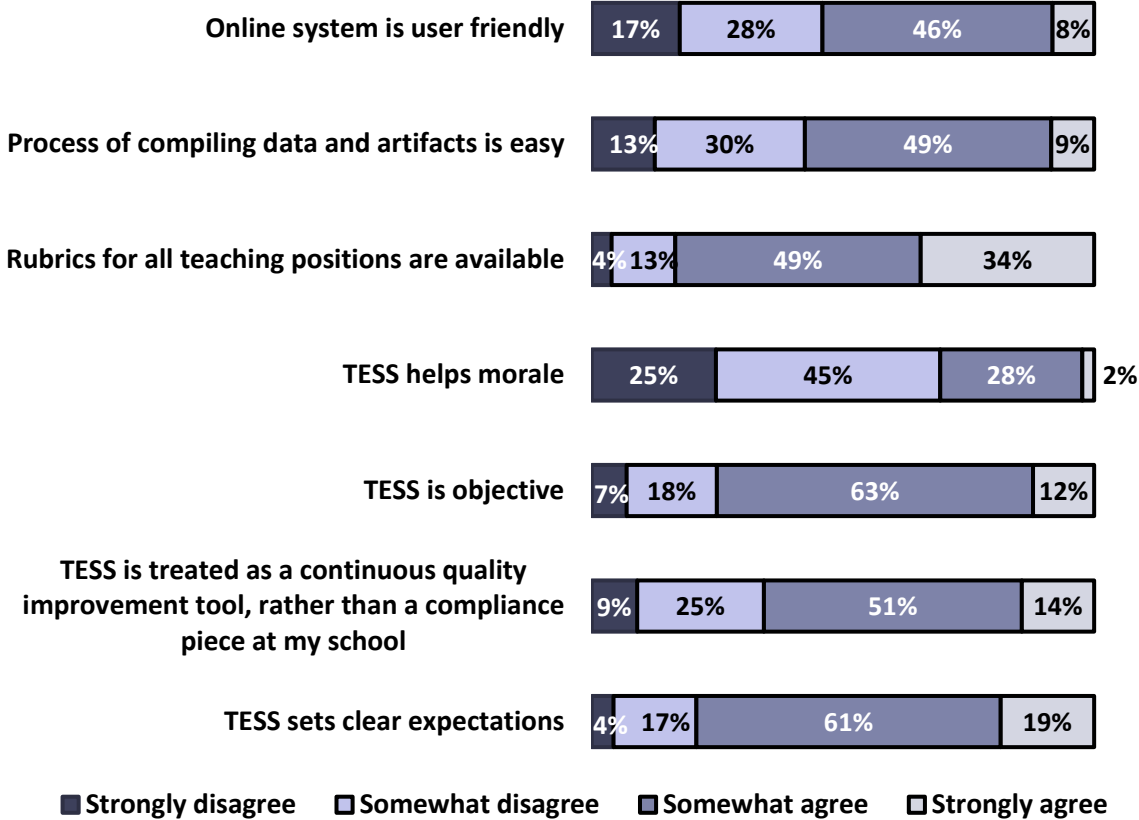 Online system is user friendly 17% 28% 46% 8%
Process of compiling data and artifacts is easy 13% 30% 49% 9%
Rubrics for all teaching positions are available 4% 13% 49% 34%
TESS helps morale 25% 45% 28% 2%
TESS is objective 7% 18% 63% 12%
TESS is treated as a continuous quality
improvement tool, rather than a compliance 9% 25% 51% 14%
piece at my school
TESS sets clear expectations 4% 17% 61% 19%
Strongly disagree Somewhat disagree Somewhat agree Strongly agree